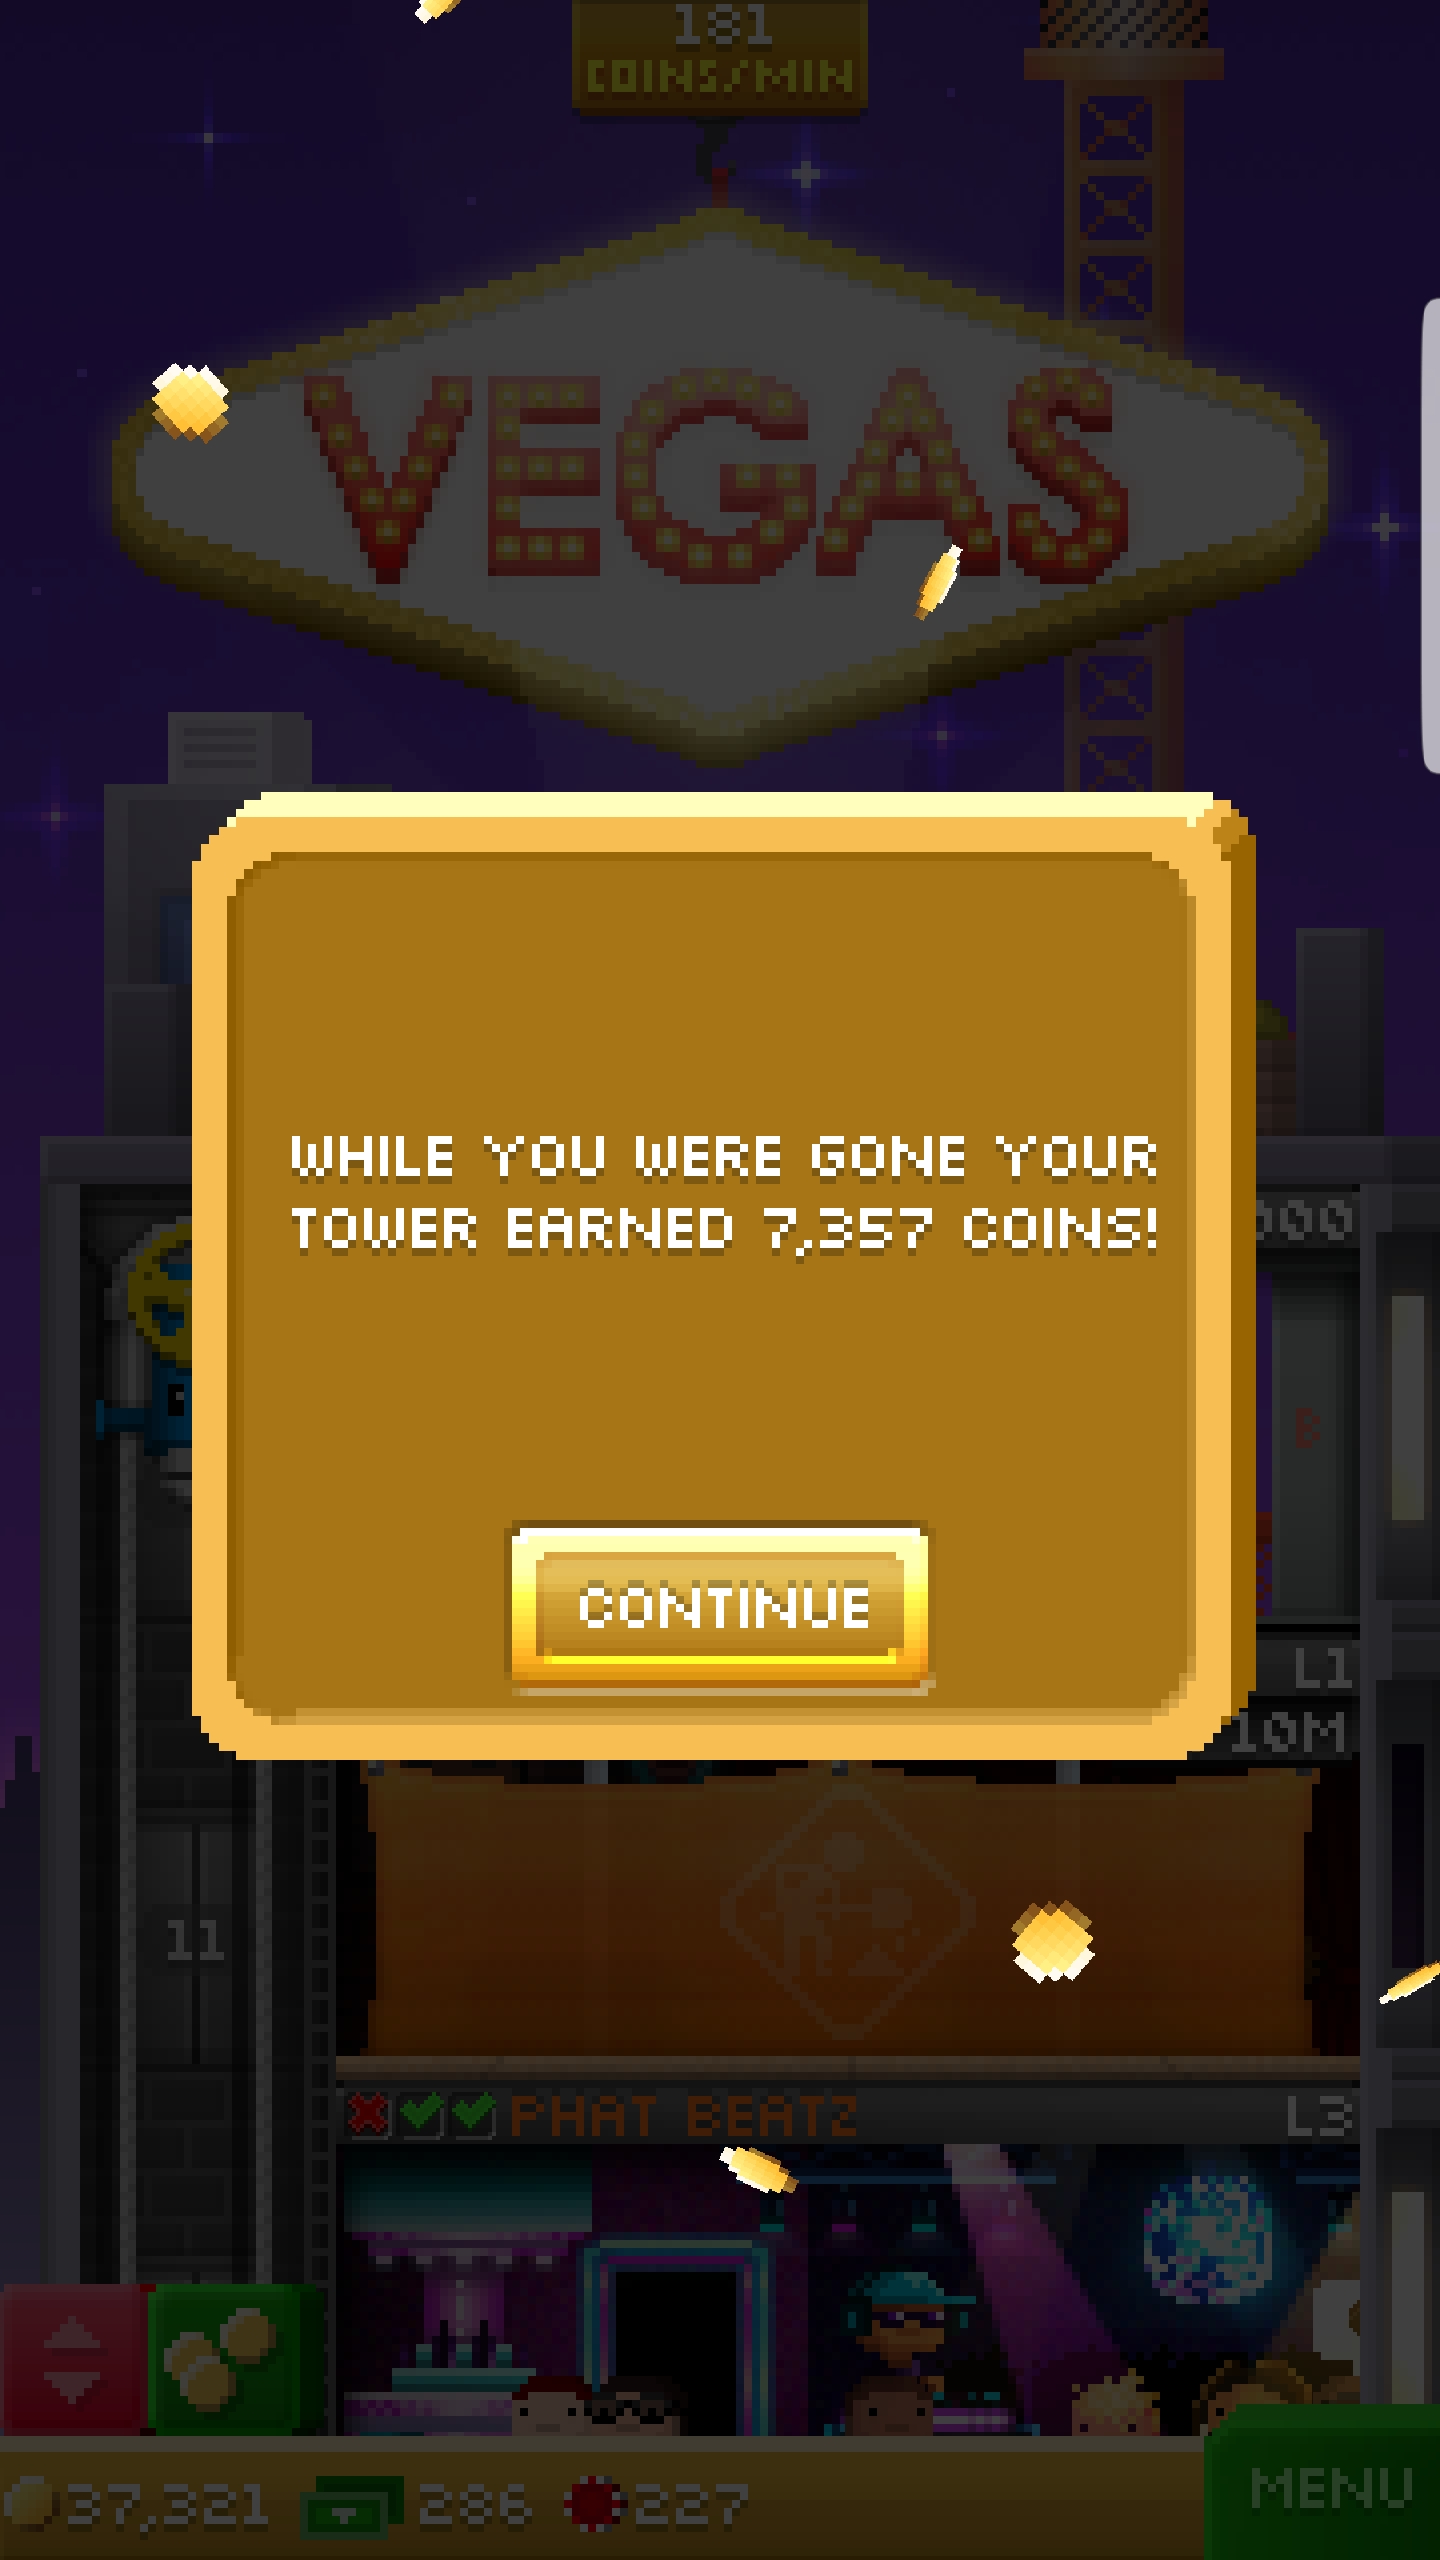 181
COINS/MIN
VEGAS
WHILE YOU WERE GONE YOUR
TOWER EARNED 7,357 COINS!
000
B
CONTINUE
L1
10M
11
PHAT BEATZ
L3
37,321
286
227
MENU